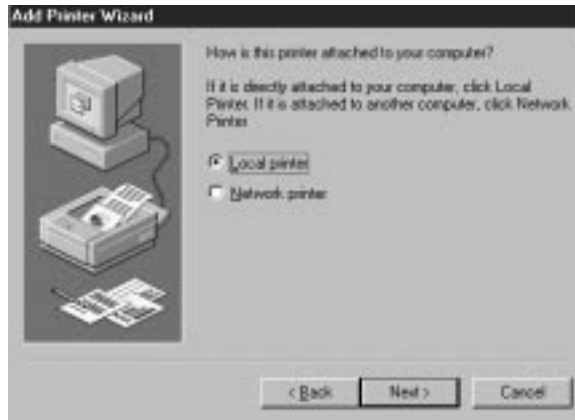 Add Printer Wizard
How is this printer attached to your computer?
If it is directly attached to your computer, click Local
Printer. If it is attached to another computer, click Network
Printer.
Local printer
Network printer
< Back
Next >
Cancel